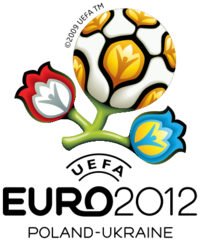 ©2009 UEFA TM
UEFA
EURO2012
POLAND-UKRAINE